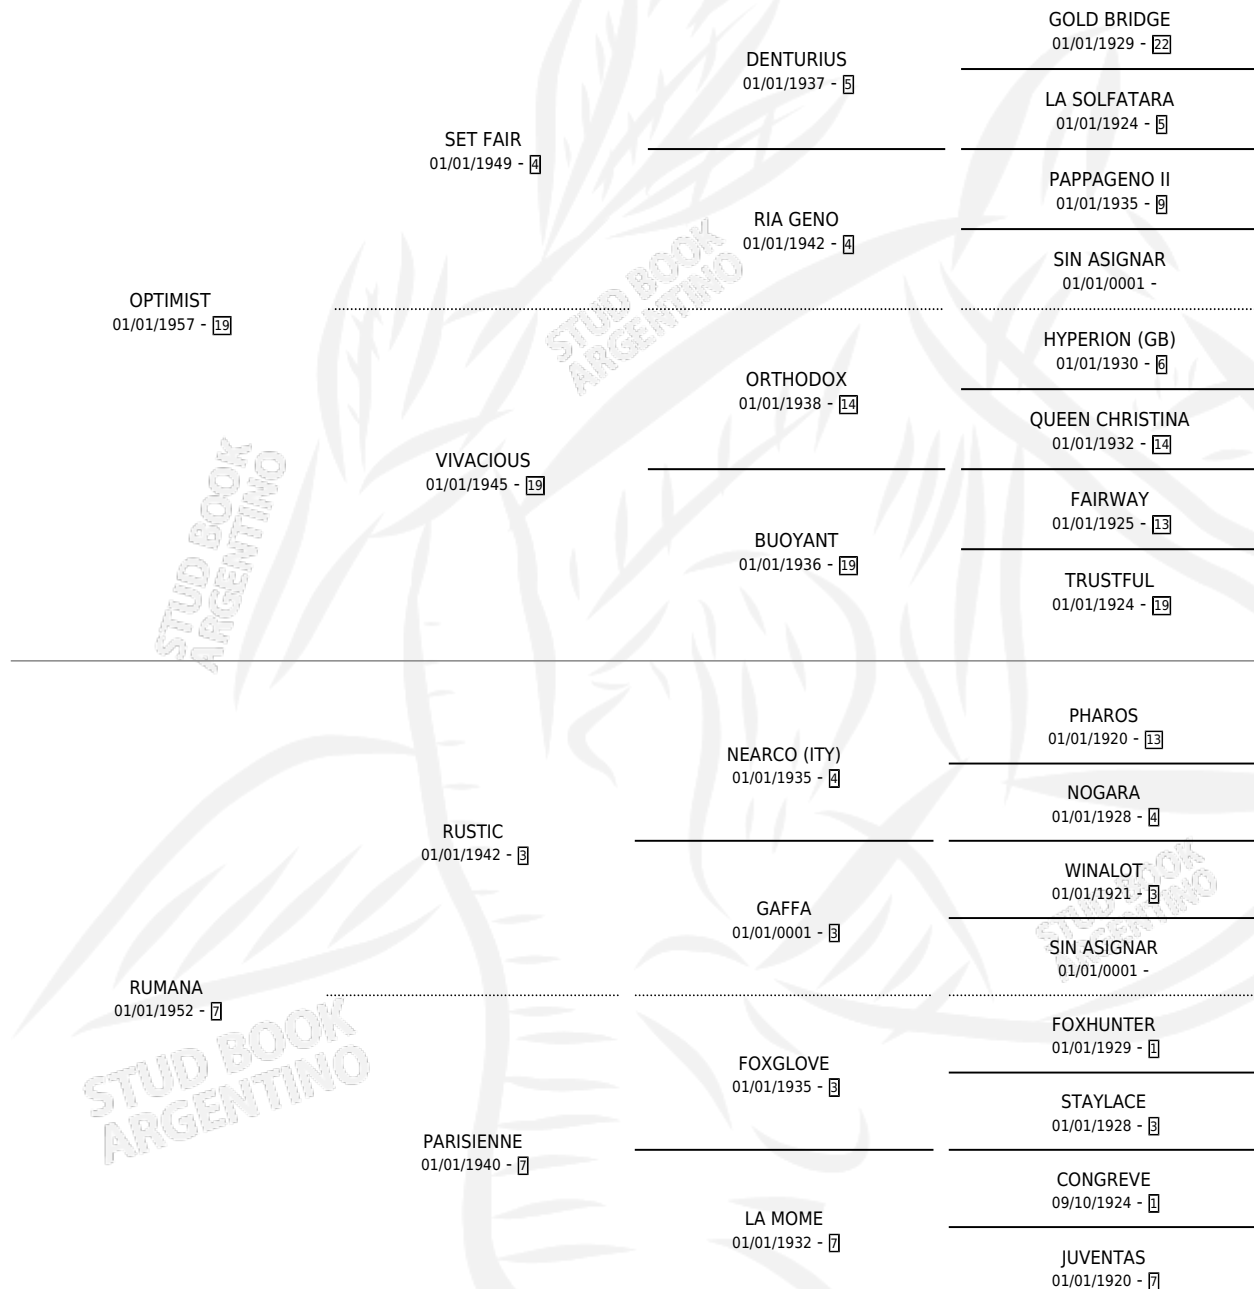 GOLD BRIDGE
01/01/1929 - 22
DENTURIUS
01/01/1937 - 5
LA SOLFATARA
01/01/1924 - 5
SET FAIR
01/01/1949 - 4
PAPPAGENO II
01/01/1935 - 9
RIA GENO
01/01/1942 - 4
SIN ASIGNAR
01/01/0001 -
OPTIMIST
01/01/1957 - 19
HYPERION (GB)
01/01/1930 - 6
ORTHODOX
01/01/1938 - 14
QUEEN CHRISTINA
01/01/1932 - 14
VIVACIOUS
01/01/1945 - 19
FAIRWAY
01/01/1925 - 13
BUOYANT
01/01/1936 - 19
TRUSTFUL
01/01/1924 - 19
PHAROS
01/01/1920 - 13
NEARCO (ITY)
01/01/1935 - 4
NOGARA
01/01/1928 - 4
RUSTIC
01/01/1942 - 3
WINALOT
01/01/1921 - 3
GAFFA
01/01/0001 - 3
SIN ASIGNAR
01/01/0001 -
RUMANA
01/01/1952 - 7
FOXHUNTER
01/01/1929 - 1
FOXGLOVE
01/01/1935 - 3
STAYLACE
01/01/1928 - 3
PARISIENNE
01/01/1940 - 7
CONGREVE
09/10/1924 - 1
LA MOME
01/01/1932 - 7
JUVENTAS
01/01/1920 - 7
STUD BOOK
ARGENTINO
STUD BOOK
ARGENTINO
STUD BOOK
ARGENTINO
STUD BOOK
ARGENTINO